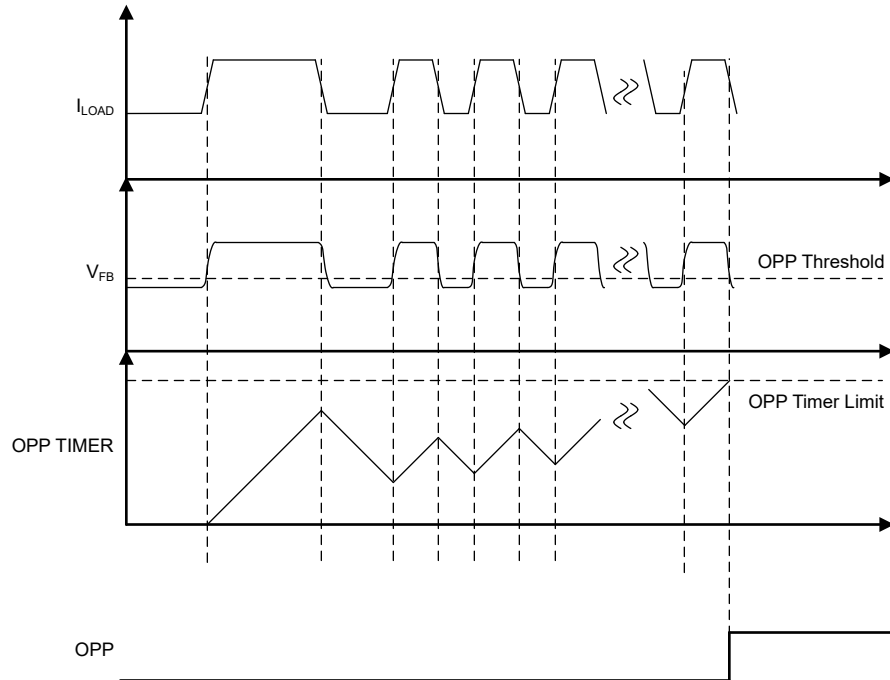 I_LOAD
V_FB
OPP Threshold
OPP TIMER
OPP Timer Limit
OPP